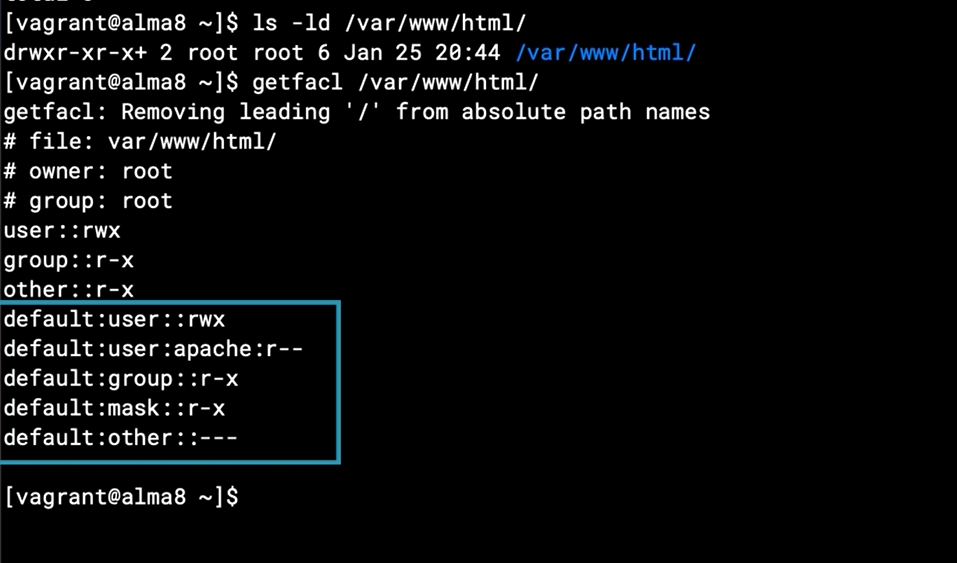 [vagrant@alma8 ~]$ ls -ld /var/www/html/
drwxr-xr-x+ 2 root root 6 Jan 25 20:44 /var/www/html/
[vagrant@alma8 ~]$ getfacl /var/www/html/
getfacl: Removing leading '/' from absolute path names
# file: var/www/html/
# owner: root
# group: root
user::rwx
group::r-x
other::r-x
default:user::rwx
default:user:apache:r--
default:group::r-x
default:mask::r-x
default:other::---
[vagrant@alma8 ~]$